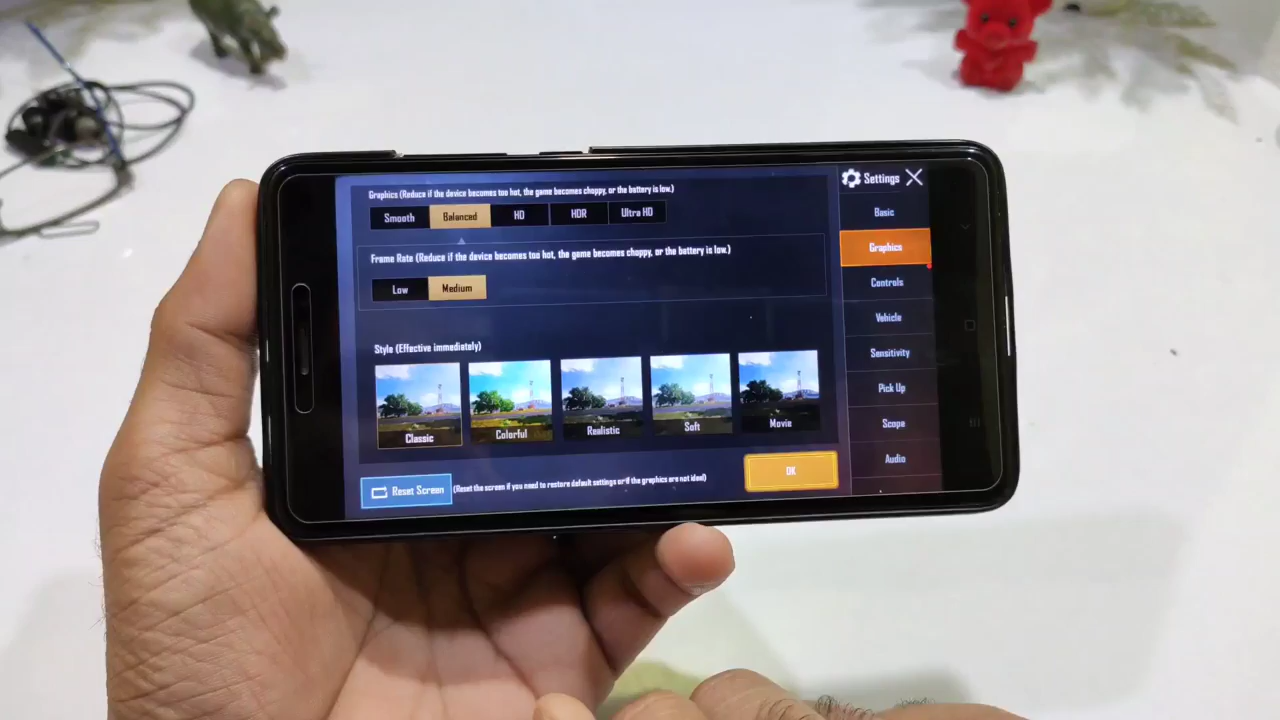 Graphics (Reduce if the device becomes too hot, the game becomes choppy, or the battery is low.)
Smooth Balanced HD HDR Ultra HD
Frame Rate (Reduce if the device becomes too hot, the game becomes choppy, or the battery is low.)
Low Medium
Style (Effective immediately)
Classic Colorful Realistic Soft Movie
Reset Screen (Reset the screen if you need to restore default settings or if the graphics are not ideal)
OK
Settings
Basic
Graphics
Controls
Vehicle
Sensitivity
Pick Up
Scope
Audio